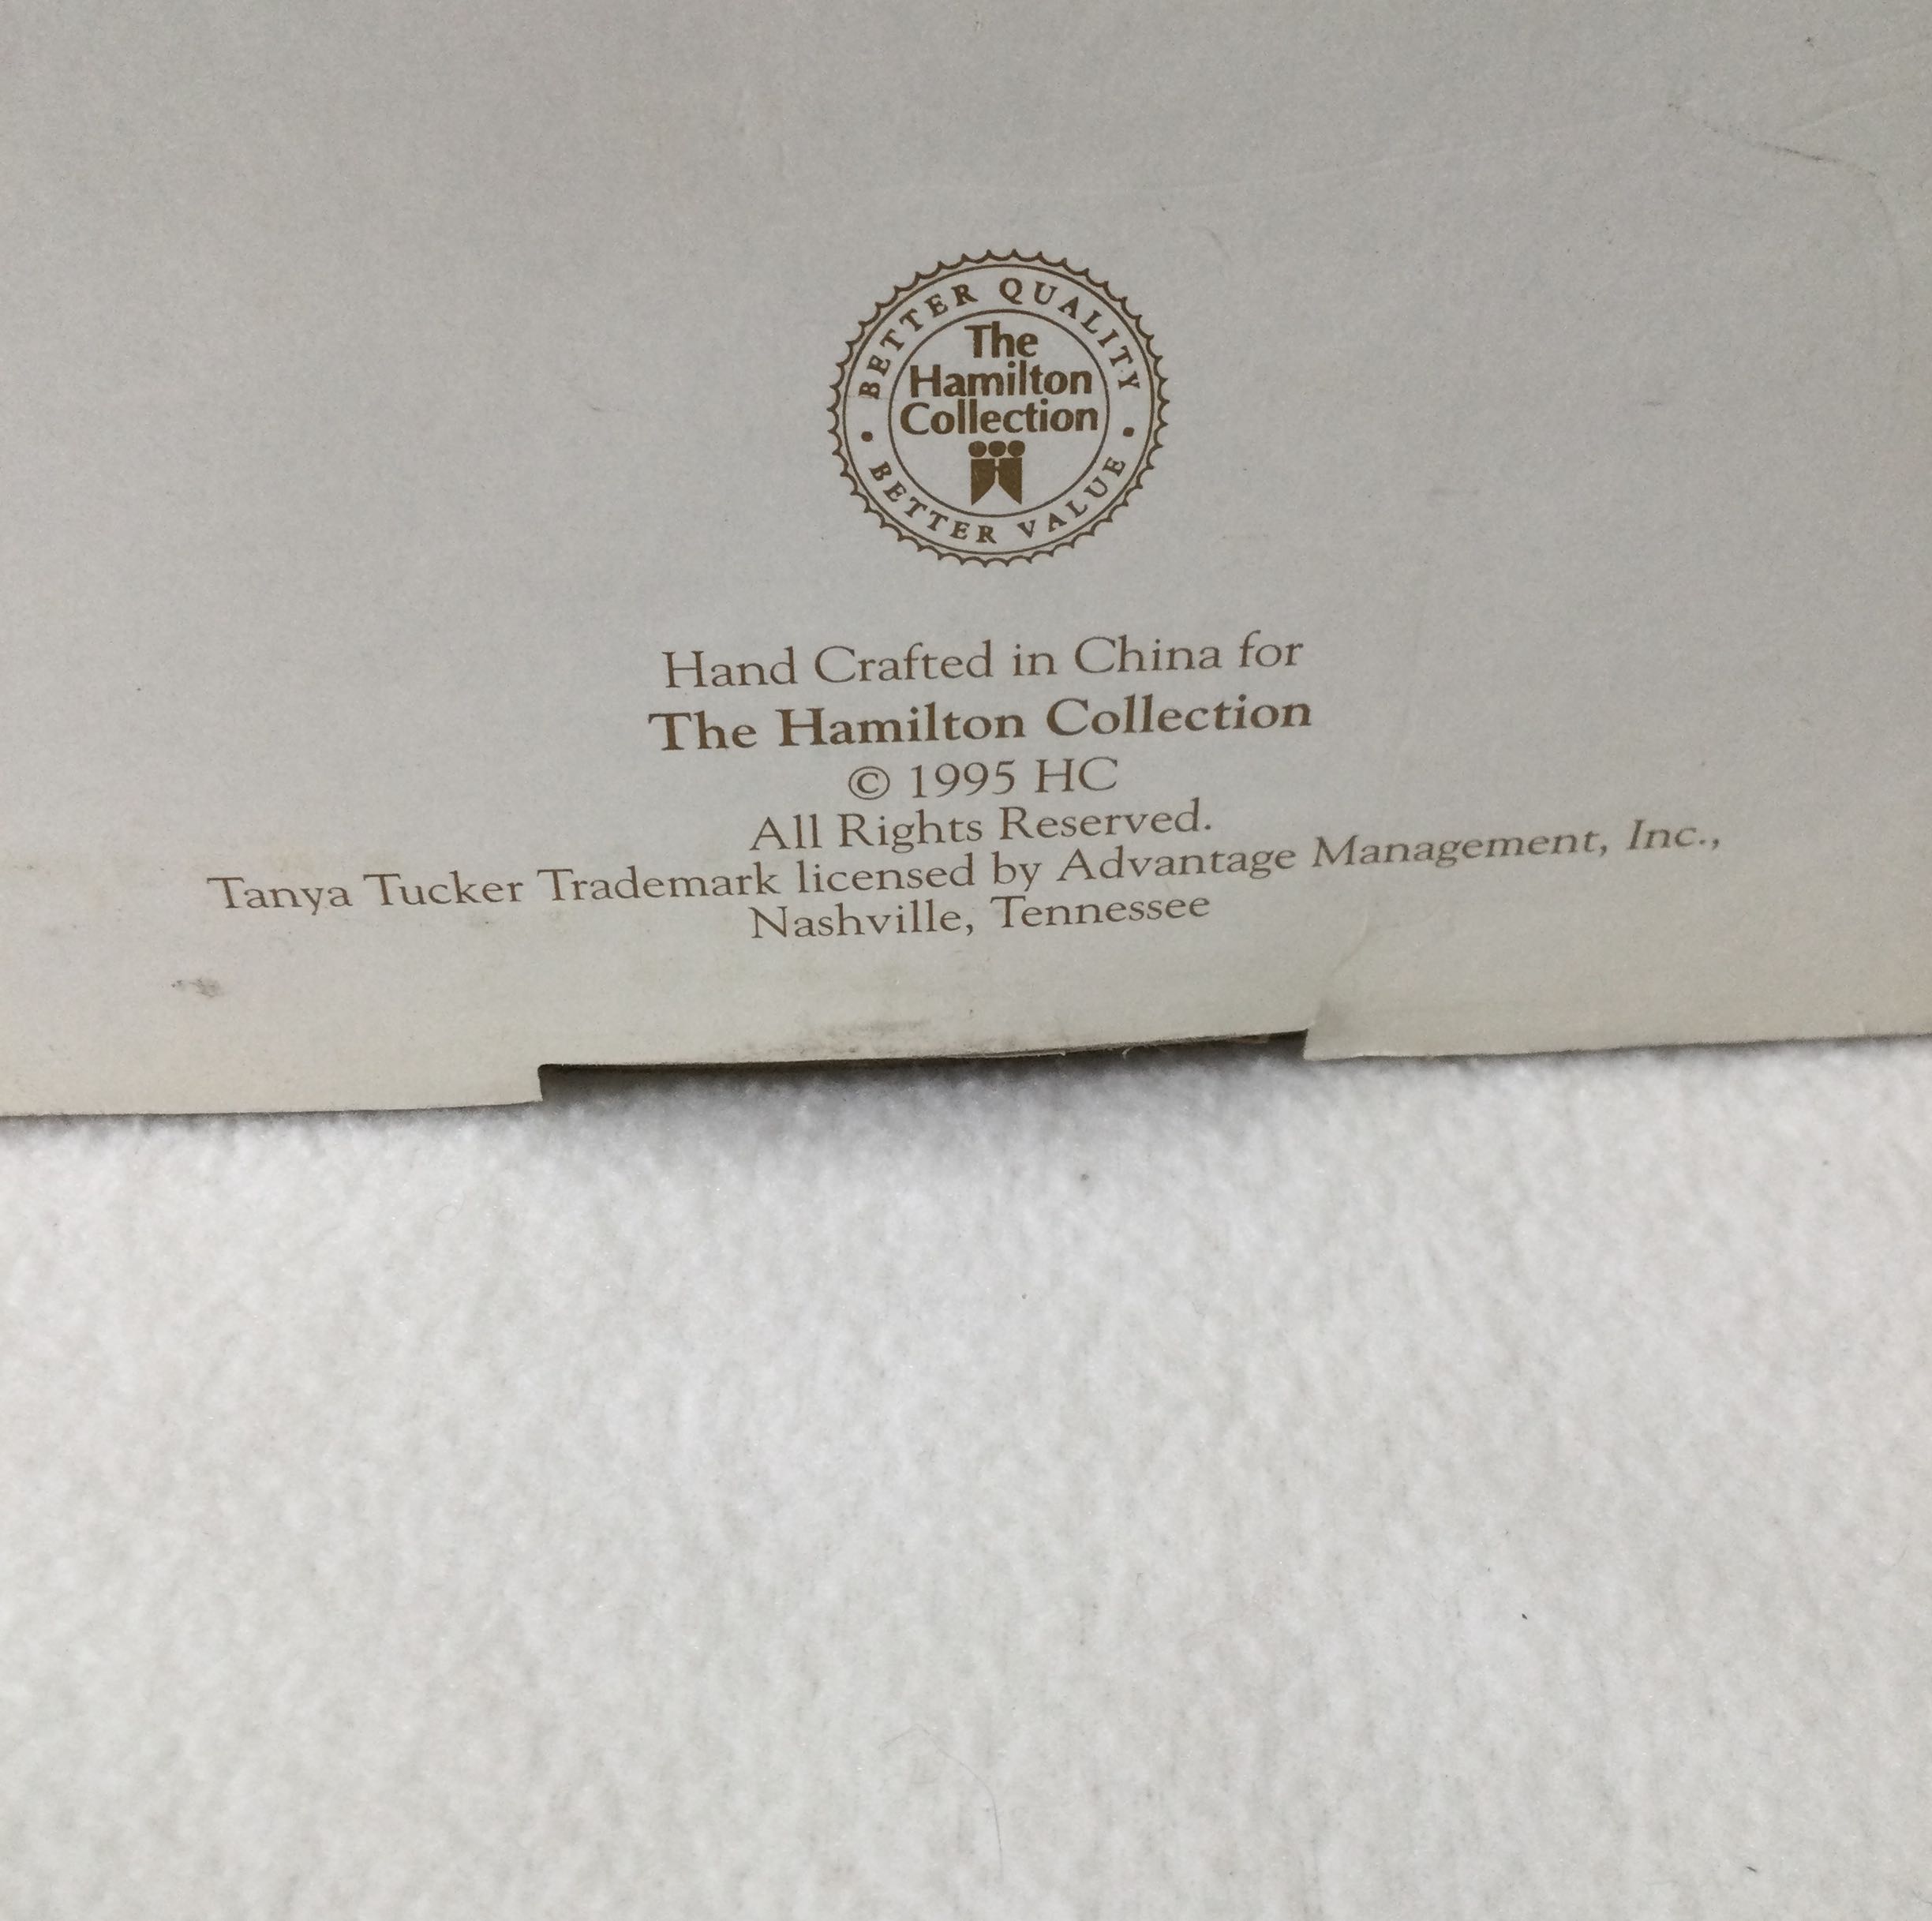 BETTER QUALITY
The
Hamilton
Collection
BETTER VALUE
Hand Crafted in China for
The Hamilton Collection
© 1995 HC
All Rights Reserved.
Tanya Tucker Trademark licensed by Advantage Management, Inc.,
Nashville, Tennessee